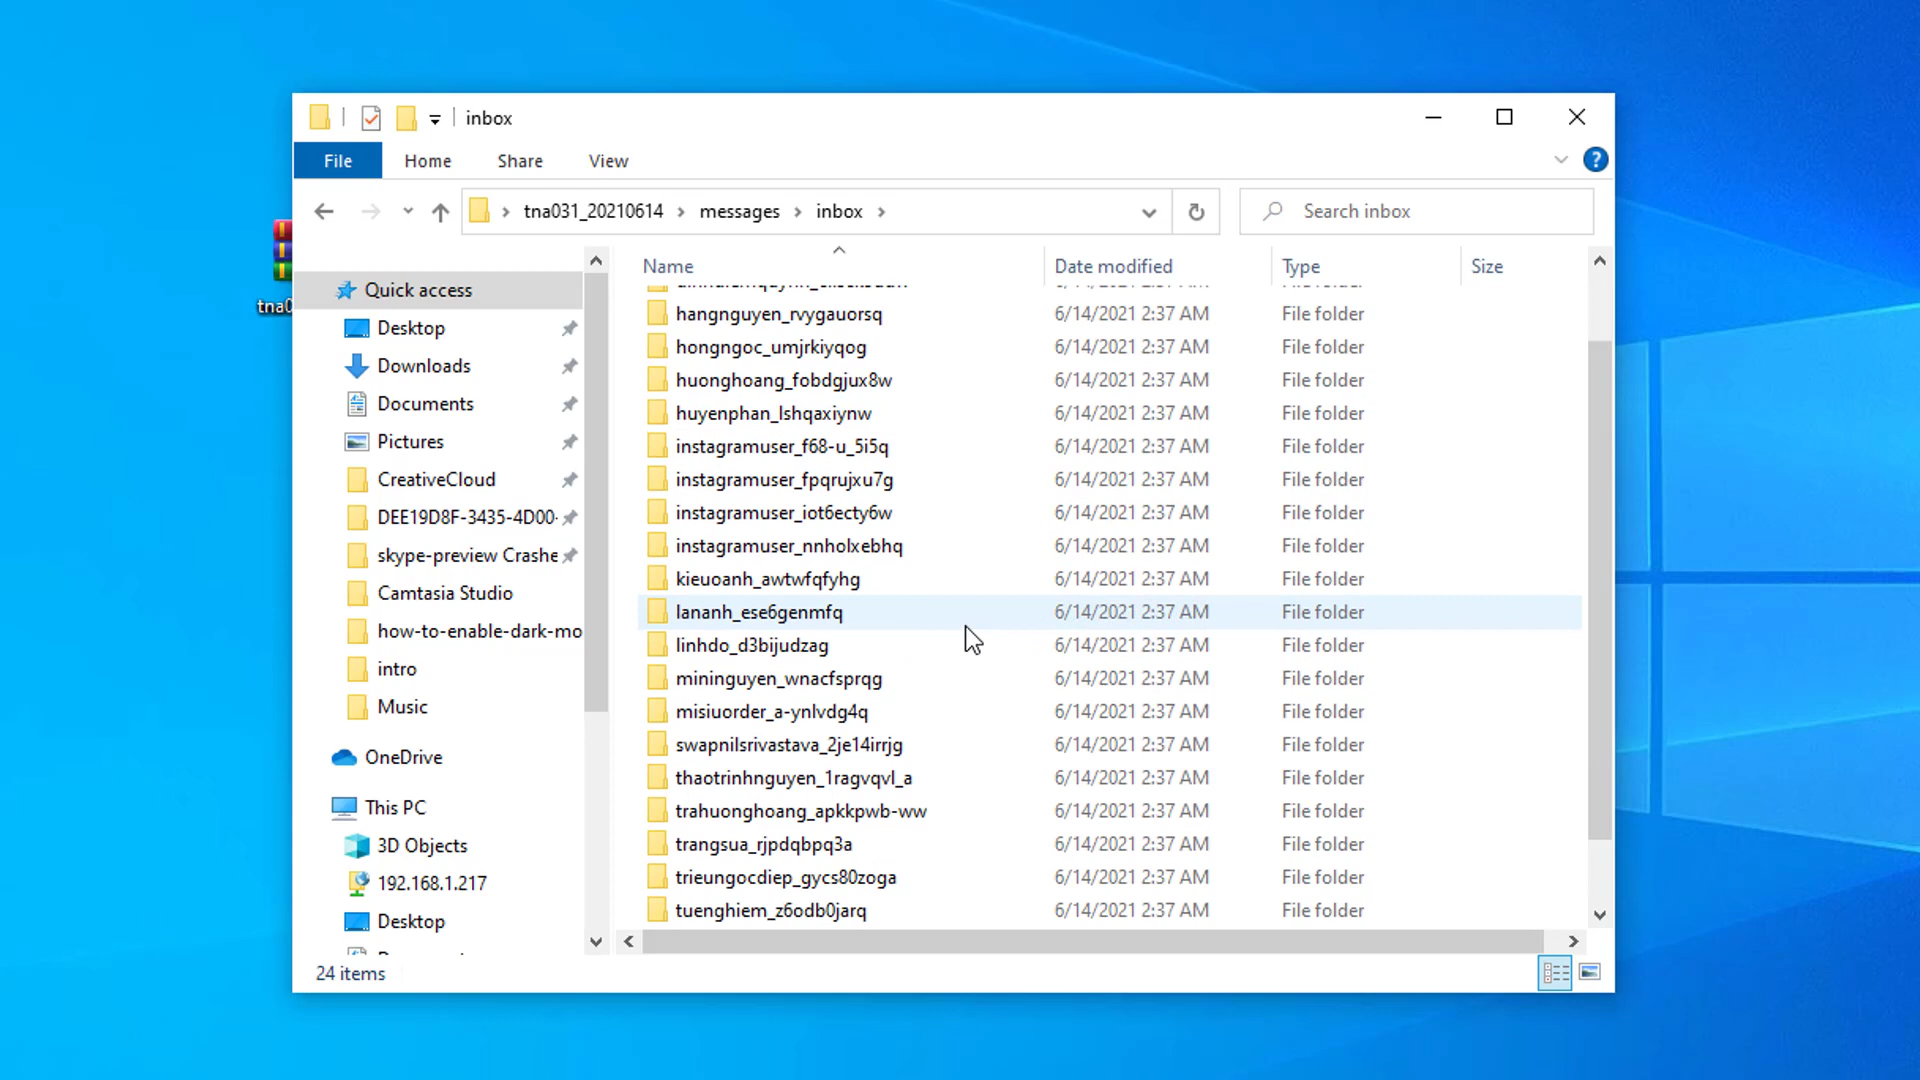 inbox
File Home Share View
tna031_20210614 messages inbox Search inbox
Name Date modified Type Size
Quick access
Desktop
Downloads
Documents
Pictures
CreativeCloud
DEE19D8F-3435-4D00-
skype-preview Crashe
Camtasia Studio
how-to-enable-dark-mo
intro
Music
OneDrive
This PC
3D Objects
192.168.1.217
Desktop
hangnguyen_rvygauorsq 6/14/2021 2:37 AM File folder
hongngoc_umjrkiyqog 6/14/2021 2:37 AM File folder
huonghoang_fobdgjux8w 6/14/2021 2:37 AM File folder
huyenphan_lshqaxiynw 6/14/2021 2:37 AM File folder
instagramuser_f68-u_5i5q 6/14/2021 2:37 AM File folder
instagramuser_fpqrujxu7g 6/14/2021 2:37 AM File folder
instagramuser_iot6ecty6w 6/14/2021 2:37 AM File folder
instagramuser_nnholxebhq 6/14/2021 2:37 AM File folder
kieuoanh_awtwfqfyhg 6/14/2021 2:37 AM File folder
lananh_ese6genmfq 6/14/2021 2:37 AM File folder
linhdo_d3bijudzag 6/14/2021 2:37 AM File folder
mininguyen_wnacfsprqg 6/14/2021 2:37 AM File folder
misiuorder_a-ynlvdg4q 6/14/2021 2:37 AM File folder
swapnilsrivastava_2je14irrjg 6/14/2021 2:37 AM File folder
thaotrinhnguyen_1ragvqvl_a 6/14/2021 2:37 AM File folder
trahuonghoang_apkkpwb-ww 6/14/2021 2:37 AM File folder
trangsua_rjpdqbpq3a 6/14/2021 2:37 AM File folder
trieungocdiep_gycs80zoga 6/14/2021 2:37 AM File folder
tuenghiem_z6odb0jarq 6/14/2021 2:37 AM File folder
24 items